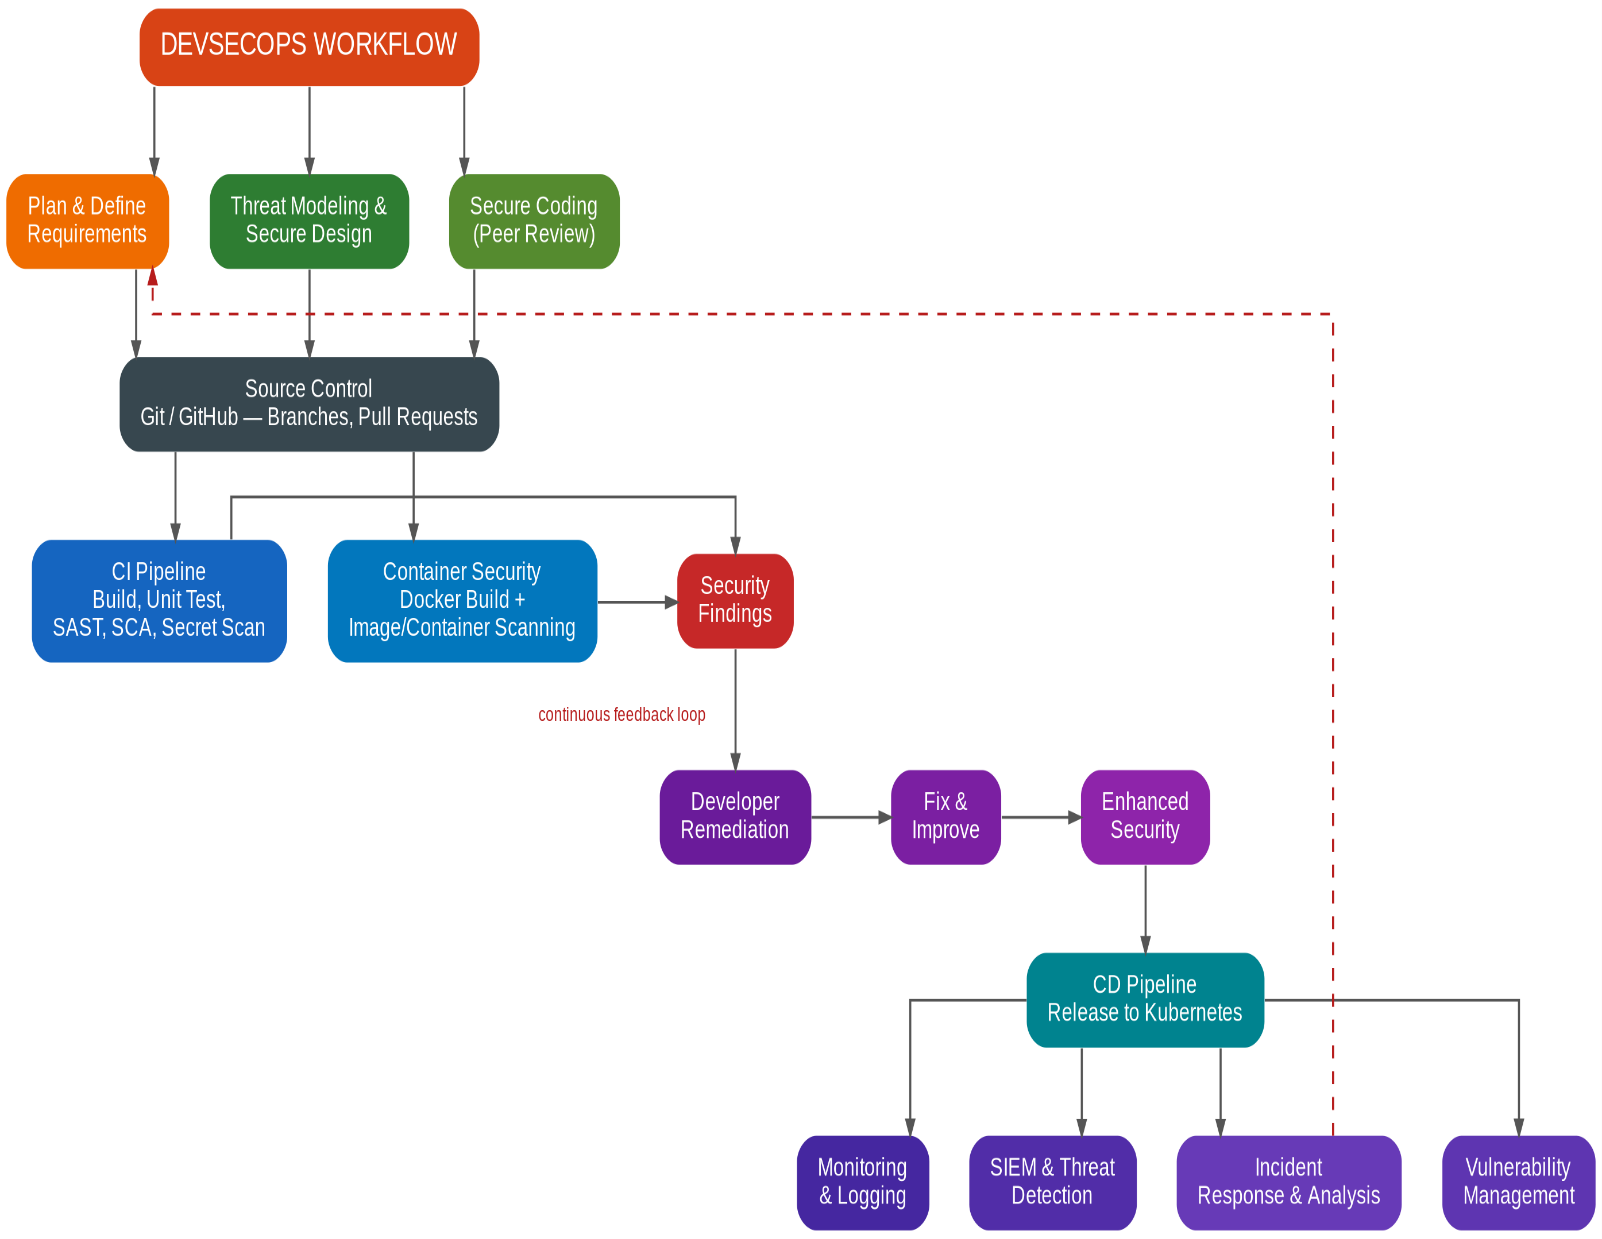 DEVSECOPS WORKFLOW
Plan & Define
Requirements
Threat Modeling &
Secure Design
Secure Coding
(Peer Review)
Source Control
Git / GitHub — Branches, Pull Requests
CI Pipeline
Build, Unit Test,
SAST, SCA, Secret Scan
Container Security
Docker Build +
Image/Container Scanning
Security
Findings
continuous feedback loop
Developer
Remediation
Fix &
Improve
Enhanced
Security
CD Pipeline
Release to Kubernetes
Monitoring
& Logging
SIEM & Threat
Detection
Incident
Response & Analysis
Vulnerability
Management